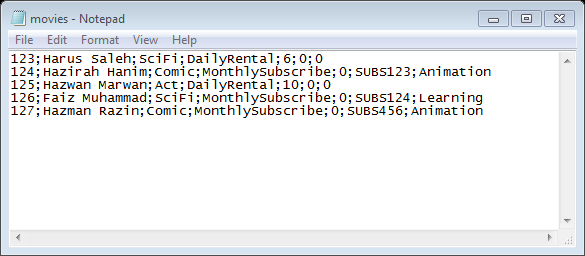 movies - Notepad
File Edit Format View Help
123;Harus Saleh;SciFi;DailyRental;6;0;0
124;Hazirah Hanim;Comic;MonthlySubscribe;0;SUBS123;Animation
125;Hazwan Marwan;Act;DailyRental;10;0;0
126;Faiz Muhammad;SciFi;MonthlySubscribe;0;SUBS124;Learning
127;Hazman Razin;Comic;MonthlySubscribe;0;SUBS456;Animation